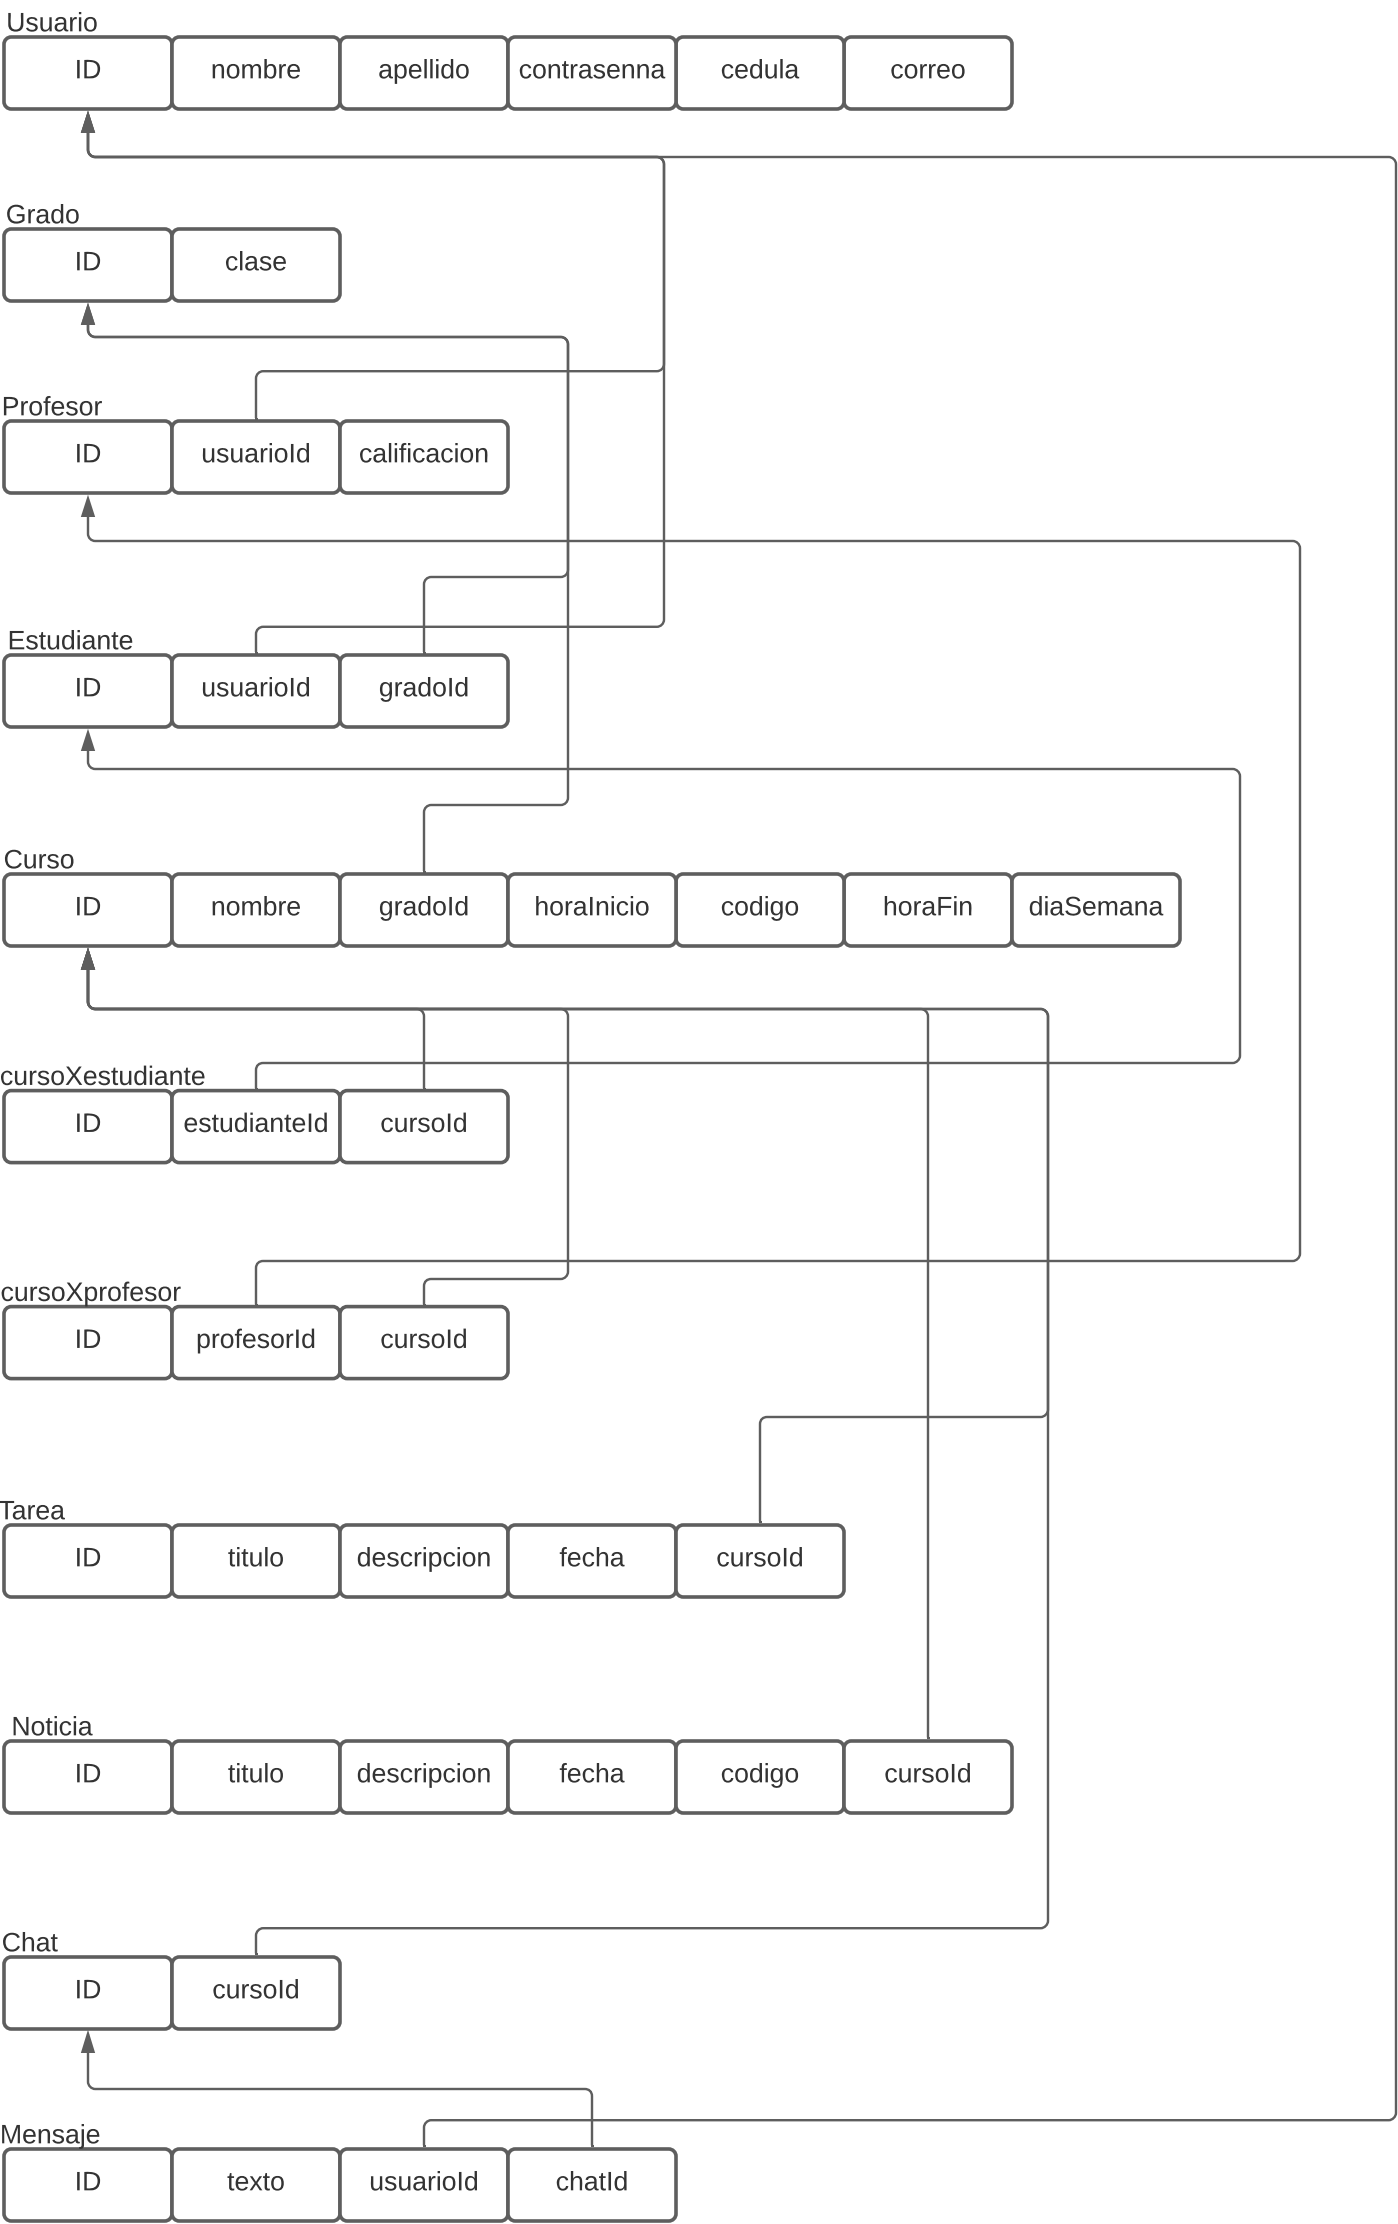 Usuario
ID nombre apellido contrasenna cedula correo
Grado
ID clase
Profesor
ID usuarioId calificacion
Estudiante
ID usuarioId gradoId
Curso
ID nombre gradoId horaInicio codigo horaFin diaSemana
cursoXestudiante
ID estudianteId cursoId
cursoXprofesor
ID profesorId cursoId
Tarea
ID titulo descripcion fecha cursoId
Noticia
ID titulo descripcion fecha codigo cursoId
Chat
ID cursoId
Mensaje
ID texto usuarioId chatId